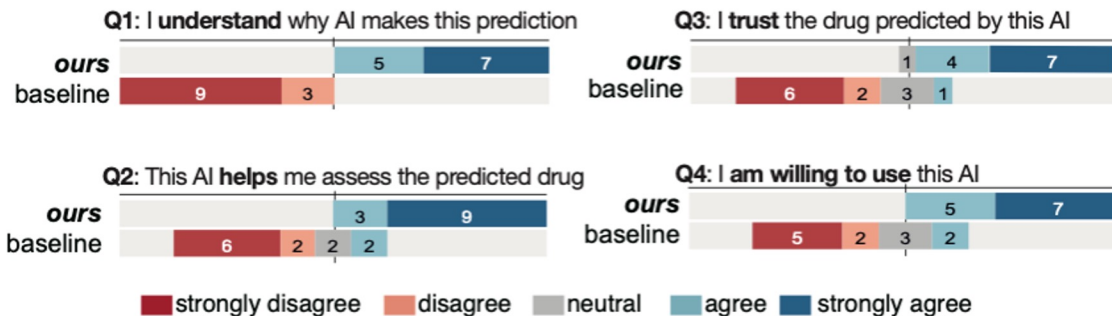 Q1: I understand why AI makes this prediction
ours 5 7
baseline 9 3
Q2: This AI helps me assess the predicted drug
ours 3 9
baseline 6 2 2 2
Q3: I trust the drug predicted by this AI
ours 1 4 7
baseline 6 2 3 1
Q4: I am willing to use this AI
ours 5 7
baseline 5 2 3 2
strongly disagree disagree neutral agree strongly agree